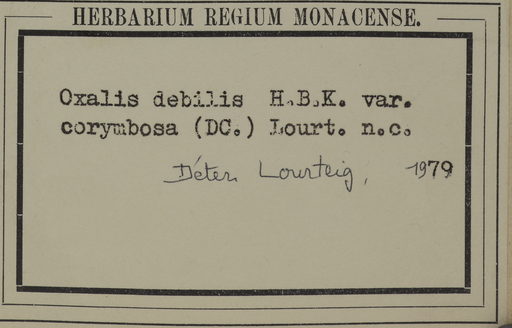 HERBARIUM REGIUM MONACENSE.
Oxalis debilis H.B.K. var.
corymbosa (DC.) Lourt. n.c.
Déter. Lourteig, 1979